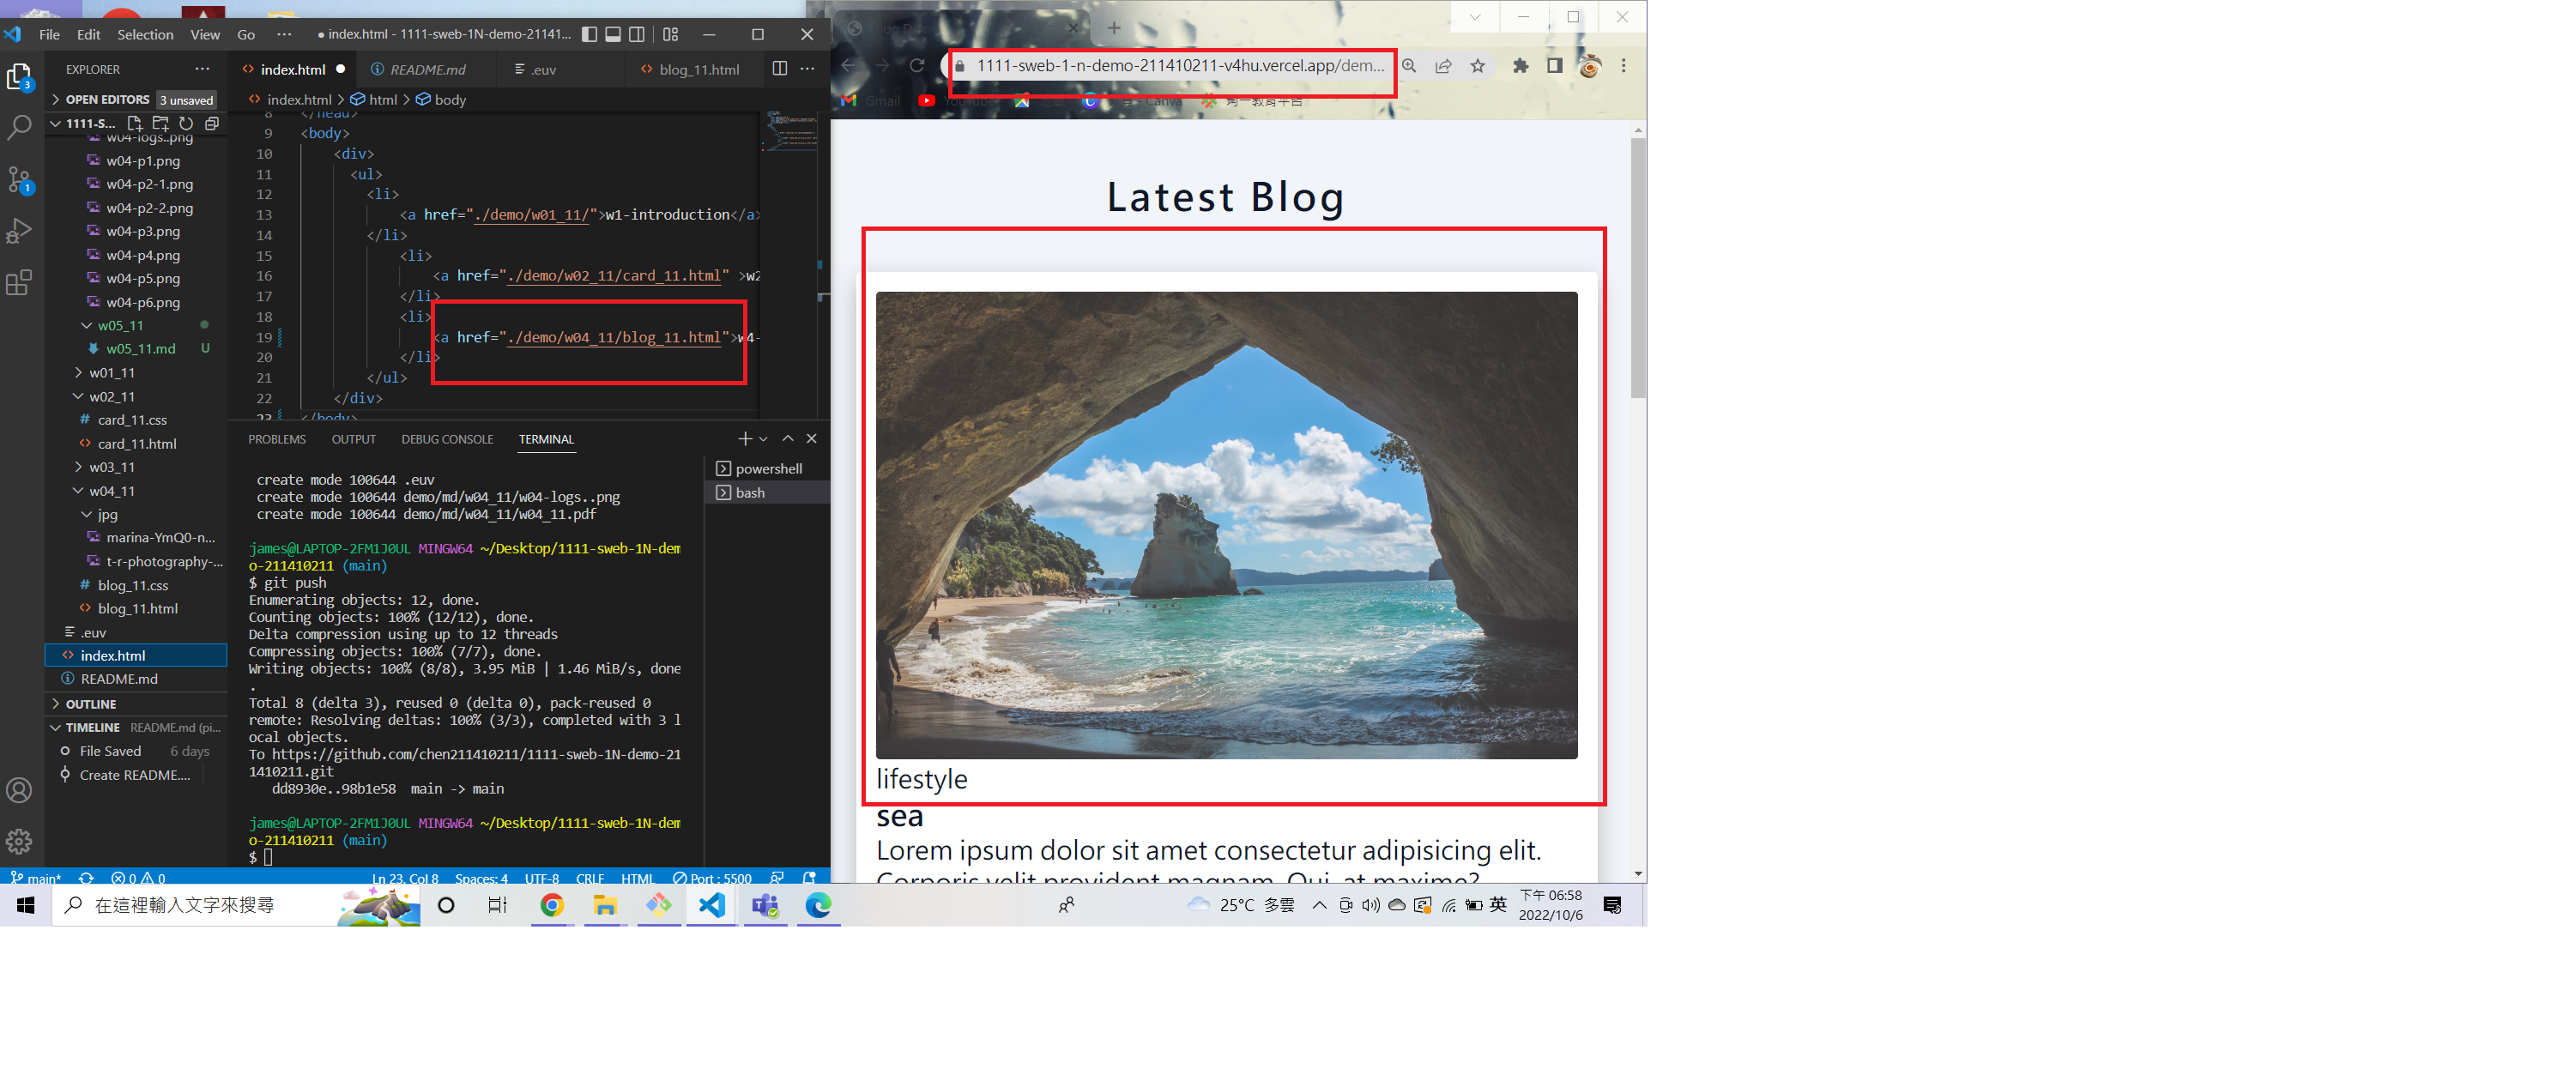 File Edit Selection View Go ··· ● index.html - 1111-sweb-1N-demo-21141...
EXPLORER ···
OPEN EDITORS 3 unsaved
1111-S...
w04-logs..png
w04-p1.png
w04-p2-1.png
w04-p2-2.png
w04-p3.png
w04-p4.png
w04-p5.png
w04-p6.png
w05_11
w05_11.md U
w01_11
w02_11
card_11.css
card_11.html
w03_11
w04_11
jpg
marina-YmQ0-n...
t-r-photography-...
blog_11.css
blog_11.html
.euv
index.html
README.md
OUTLINE
TIMELINE README.md (pi...
File Saved 6 days
Create README....
index.html ● README.md .euv blog_11.html ···
index.html > html > body
8 </head>
9 <body>
10 <div>
11 <ul>
12 <li>
13 <a href="./demo/w01_11/">w1-introduction</a>
14 </li>
15 <li>
16 <a href="./demo/w02_11/card_11.html" >w2
17 </li>
18 <li>
19 <a href="./demo/w04_11/blog_11.html">w4-
20 </li>
21 </ul>
22 </div>
23 </body>
PROBLEMS OUTPUT DEBUG CONSOLE TERMINAL
powershell
bash
create mode 100644 .euv
create mode 100644 demo/md/w04_11/w04-logs..png
create mode 100644 demo/md/w04_11/w04_11.pdf
james@LAPTOP-2FM1J0UL MINGW64 ~/Desktop/1111-sweb-1N-dem
o-211410211 (main)
$ git push
Enumerating objects: 12, done.
Counting objects: 100% (12/12), done.
Delta compression using up to 12 threads
Compressing objects: 100% (7/7), done.
Writing objects: 100% (8/8), 3.95 MiB | 1.46 MiB/s, done
.
Total 8 (delta 3), reused 0 (delta 0), pack-reused 0
remote: Resolving deltas: 100% (3/3), completed with 3 l
ocal objects.
To https://github.com/chen211410211/1111-sweb-1N-demo-21
1410211.git
dd8930e..98b1e58 main -> main
james@LAPTOP-2FM1J0UL MINGW64 ~/Desktop/1111-sweb-1N-dem
o-211410211 (main)
$
3
1
main* 0 0 Ln 23, Col 8 Spaces: 4 UTF-8 CRLF HTML Port : 5500
1111-sweb-1-n-demo-211410211-v4hu.vercel.app/dem...
Gmail YouTube Canva 均一教育平台
Latest Blog
lifestyle
sea
Lorem ipsum dolor sit amet consectetur adipisicing elit.
Corporis velit provident magnam. Qui, at maxime?
在這裡輸入文字來搜尋
25°C 多雲 英 下午 06:58
2022/10/6